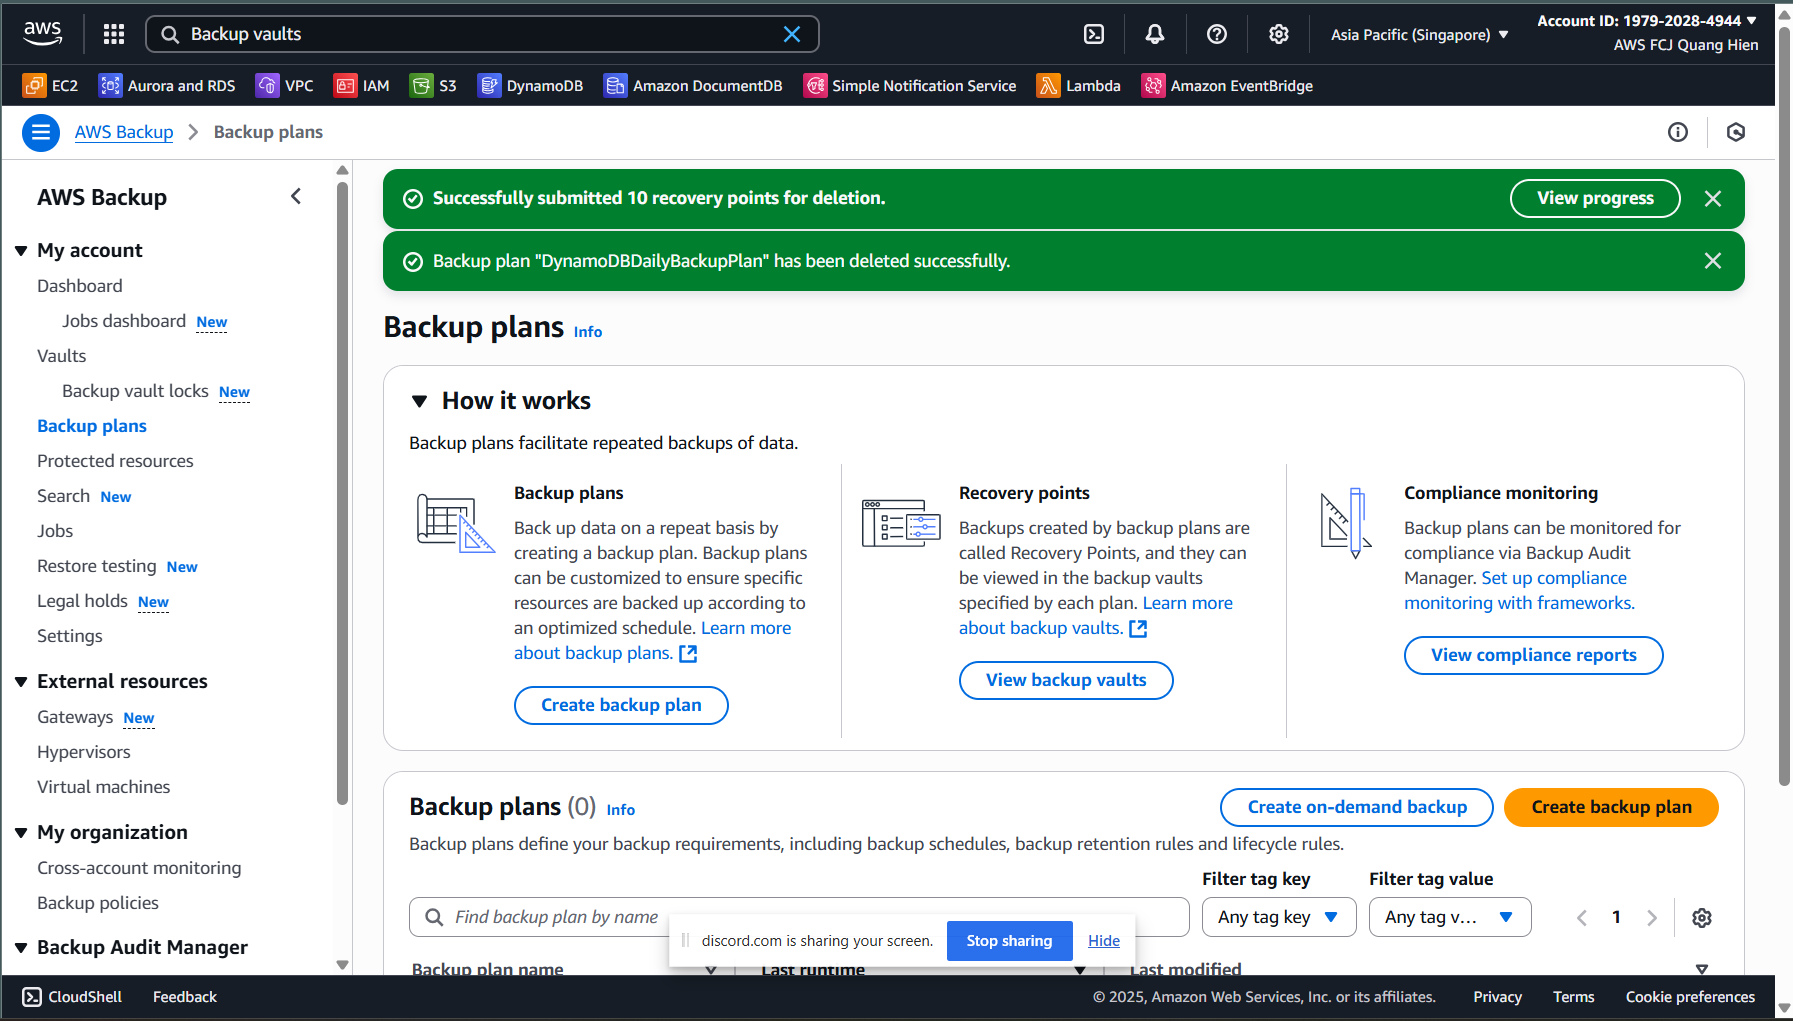 aws
Backup vaults
Asia Pacific (Singapore)
Account ID: 1979-2028-4944
AWS FCJ Quang Hien
EC2
Aurora and RDS
VPC
IAM
S3
DynamoDB
Amazon DocumentDB
Simple Notification Service
Lambda
Amazon EventBridge
AWS Backup
Backup plans
AWS Backup
My account
Dashboard
Jobs dashboard New
Vaults
Backup vault locks New
Backup plans
Protected resources
Search New
Jobs
Restore testing New
Legal holds New
Settings
External resources
Gateways New
Hypervisors
Virtual machines
My organization
Cross-account monitoring
Backup policies
Backup Audit Manager
Successfully submitted 10 recovery points for deletion.
View progress
Backup plan "DynamoDBDailyBackupPlan" has been deleted successfully.
Backup plans Info
How it works
Backup plans facilitate repeated backups of data.
Backup plans
Back up data on a repeat basis by
creating a backup plan. Backup plans
can be customized to ensure specific
resources are backed up according to
an optimized schedule. Learn more
about backup plans.
Create backup plan
Recovery points
Backups created by backup plans are
called Recovery Points, and they can
be viewed in the backup vaults
specified by each plan. Learn more
about backup vaults.
View backup vaults
Compliance monitoring
Backup plans can be monitored for
compliance via Backup Audit
Manager. Set up compliance
monitoring with frameworks.
View compliance reports
Backup plans (0) Info
Create on-demand backup
Create backup plan
Backup plans define your backup requirements, including backup schedules, backup retention rules and lifecycle rules.
Filter tag key
Filter tag value
Find backup plan by name
Any tag key
Any tag v...
1
discord.com is sharing your screen.
Stop sharing
Hide
Backup plan name
Last runtime
Last modified
CloudShell
Feedback
© 2025, Amazon Web Services, Inc. or its affiliates.
Privacy
Terms
Cookie preferences